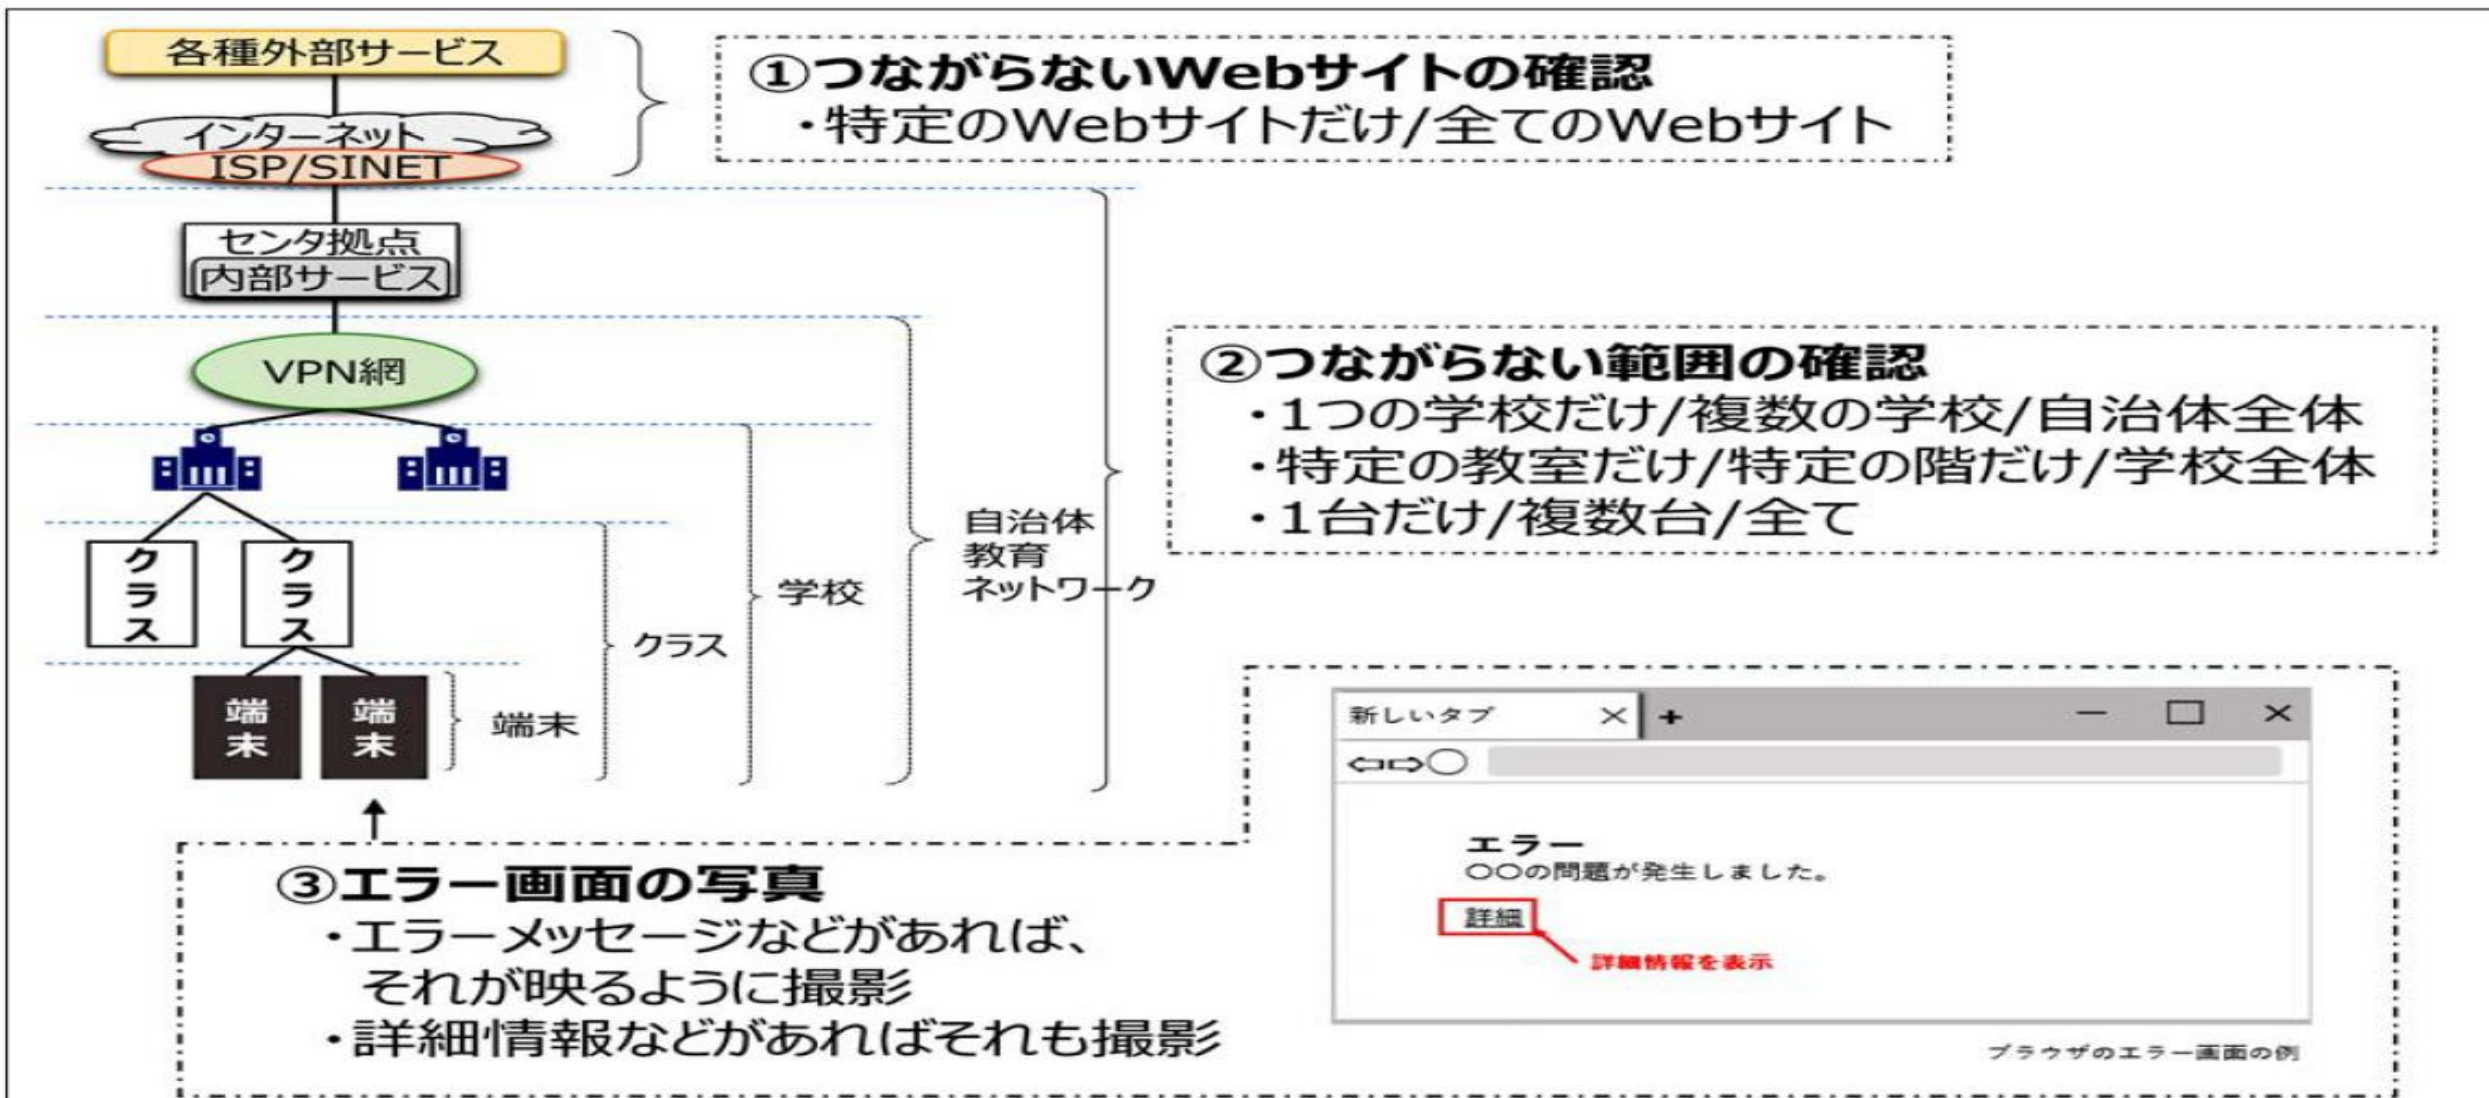 各種外部サービス
インターネット
ISP/SINET
センタ拠点
内部サービス
VPN網
クラス
クラス
端末
端末
端末
クラス
学校
自治体
教育
ネットワーク
①つながらないWebサイトの確認
・特定のWebサイトだけ/全てのWebサイト
②つながらない範囲の確認
・1つの学校だけ/複数の学校/自治体全体
・特定の教室だけ/特定の階だけ/学校全体
・1台だけ/複数台/全て
③エラー画面の写真
・エラーメッセージなどがあれば、
それが映るように撮影
・詳細情報などがあればそれも撮影
新しいタブ
エラー
○○の問題が発生しました。
詳細
詳細情報を表示
ブラウザのエラー画面の例